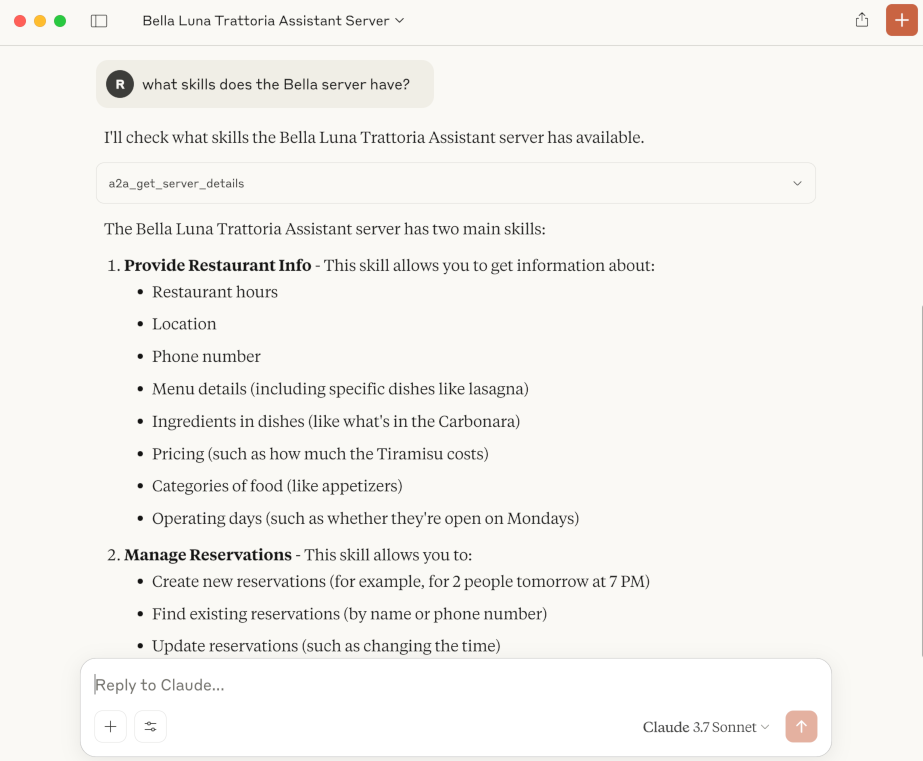 Bella Luna Trattoria Assistant Server
R what skills does the Bella server have?
I'll check what skills the Bella Luna Trattoria Assistant server has available.
a2a_get_server_details
The Bella Luna Trattoria Assistant server has two main skills:
1. Provide Restaurant Info - This skill allows you to get information about:
• Restaurant hours
• Location
• Phone number
• Menu details (including specific dishes like lasagna)
• Ingredients in dishes (like what's in the Carbonara)
• Pricing (such as how much the Tiramisu costs)
• Categories of food (like appetizers)
• Operating days (such as whether they're open on Mondays)
2. Manage Reservations - This skill allows you to:
• Create new reservations (for example, for 2 people tomorrow at 7 PM)
• Find existing reservations (by name or phone number)
• Update reservations (such as changing the time)
Reply to Claude...
Claude 3.7 Sonnet